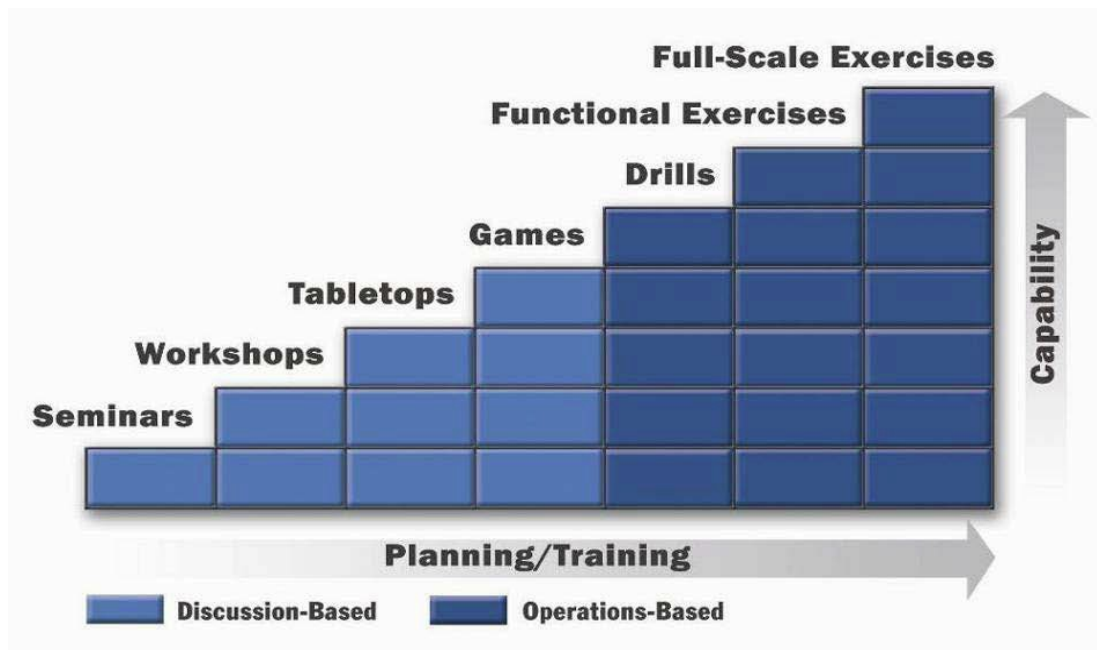 Full-Scale Exercises
Functional Exercises
Drills
Games
Tabletops
Workshops
Seminars
Capability
Planning/Training
Discussion-Based
Operations-Based